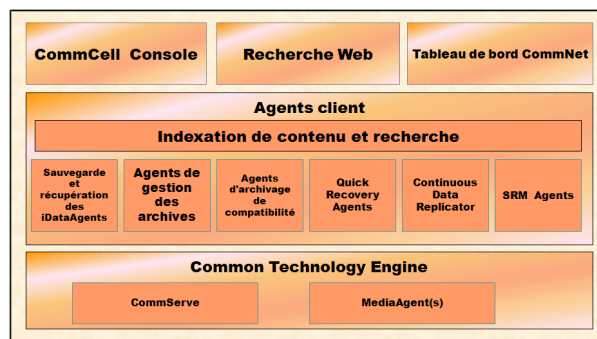 CommCell Console
Recherche Web
Tableau de bord CommNet
Agents client
Indexation de contenu et recherche
Sauvegarde
et
récupération
des
iDataAgents
Agents de
gestion
des
archives
Agents
d'archivage
de
compatibilité
Quick
Recovery
Agents
Continuous
Data
Replicator
SRM Agents
Common Technology Engine
CommServe
MediaAgent(s)